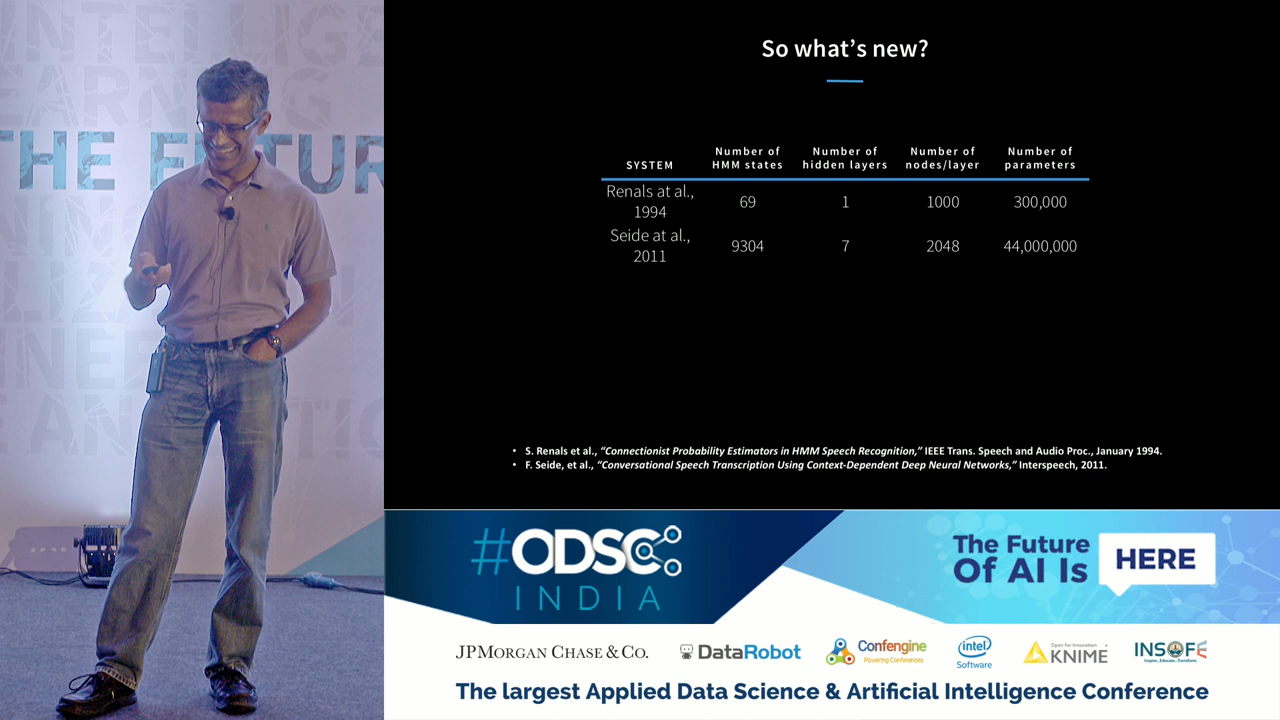 THE FUTUR
So what's new?
SYSTEM
Number of
HMM states
Number of
hidden layers
Number of
nodes/layer
Number of
parameters
Renals at al.,
1994
69
1
1000
300,000
Seide at al.,
2011
9304
7
2048
44,000,000
• S. Renals et al., “Connectionist Probability Estimators in HMM Speech Recognition,” IEEE Trans. Speech and Audio Proc., January 1994.
• F. Seide, et al., “Conversational Speech Transcription Using Context-Dependent Deep Neural Networks,” Interspeech, 2011.
#ODSC
INDIA
The Future
Of AI Is
HERE
JPMORGAN CHASE & CO.
DataRobot
Confengine
Powering Conferences
intel
Software
Open for Innovation
KNIME
INSOFE
Inspire...Educate...Transform.
The largest Applied Data Science & Artificial Intelligence Conference